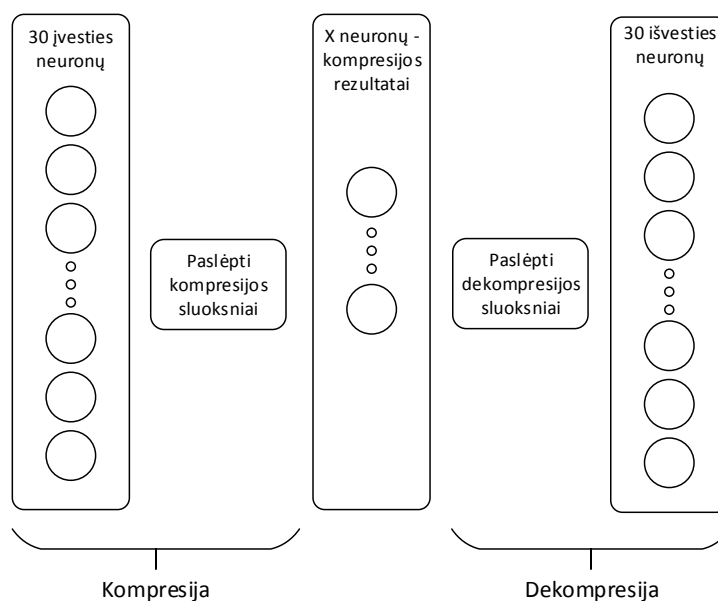 30 įvesties
neuronų
X neuronų -
kompresijos
rezultatai
30 išvesties
neuronų
Paslėpti
kompresijos
sluoksniai
Paslėpti
dekompresijos
sluoksniai
Kompresija
Dekompresija